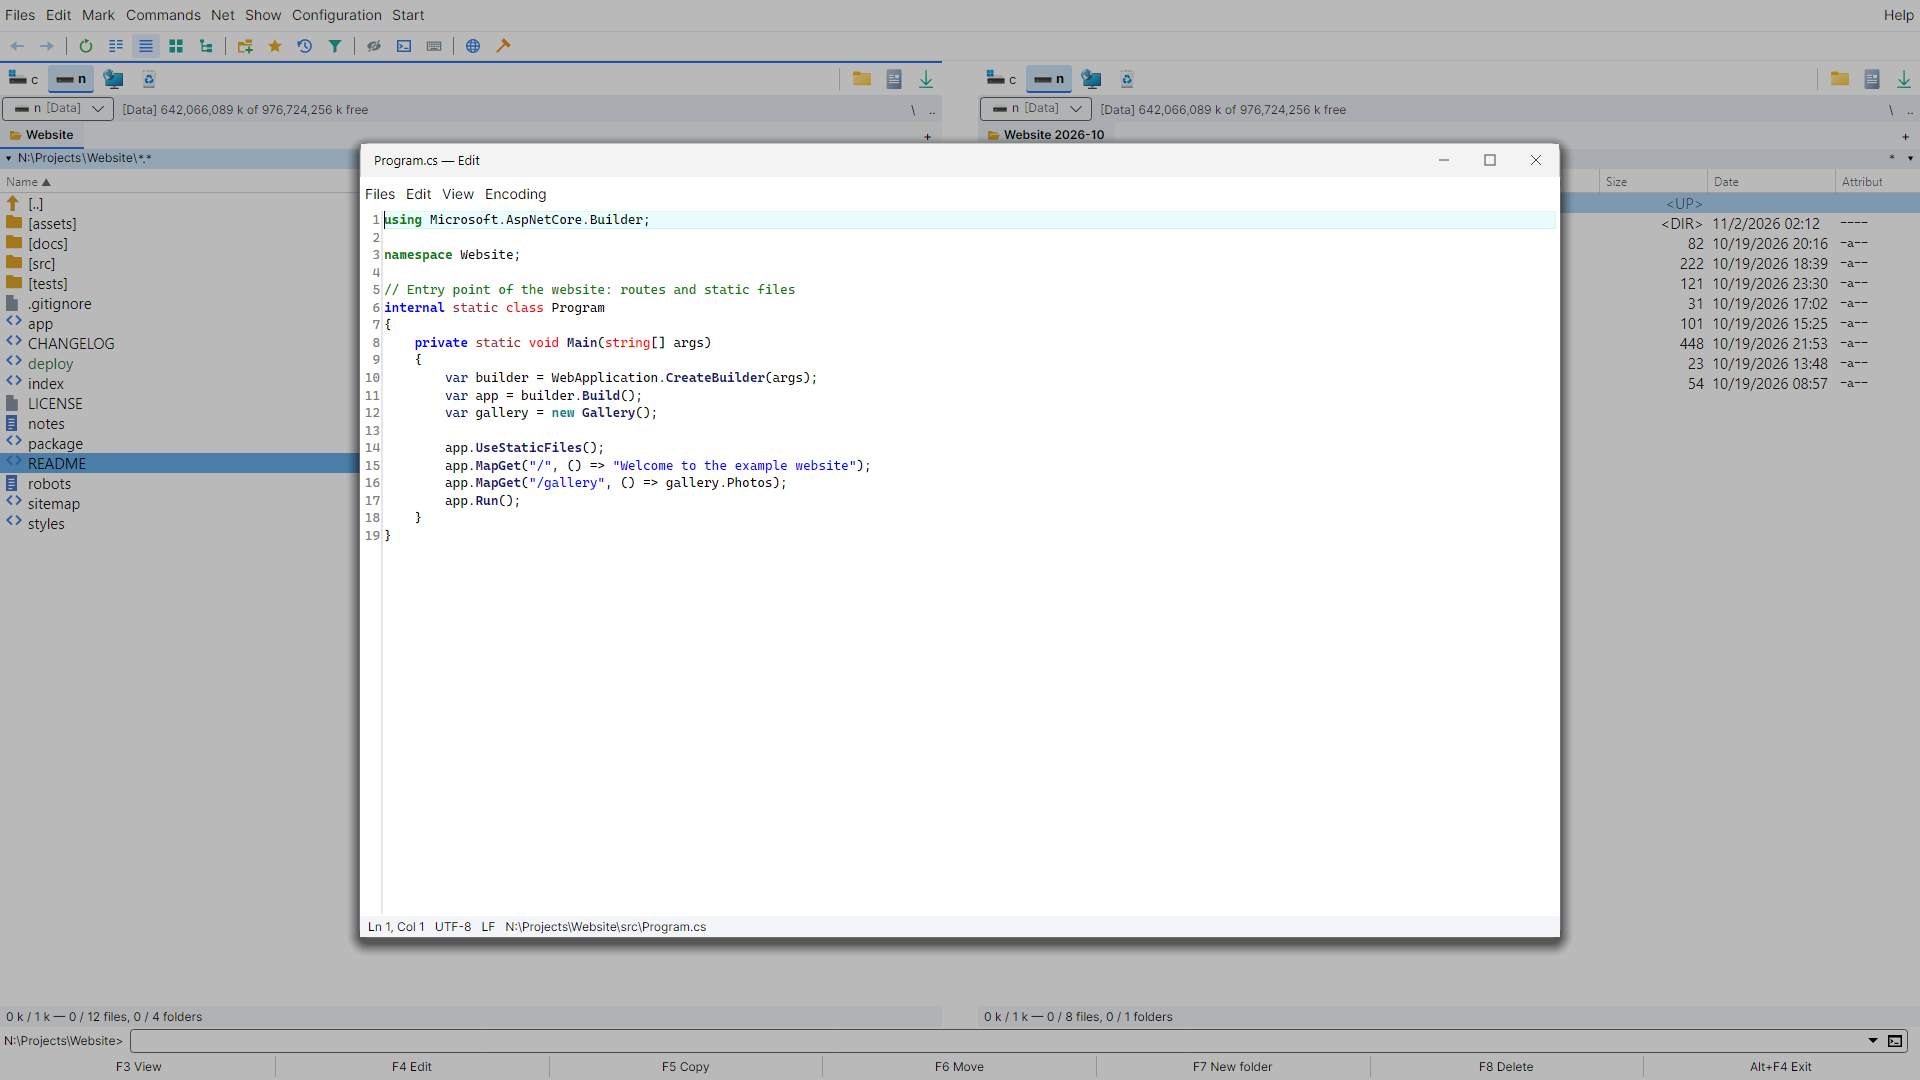 Files Edit Mark Commands Net Show Configuration Start Help
c n c n
n [Data] [Data] 642,066,089 k of 976,724,256 k free \ .. n [Data] [Data] 642,066,089 k of 976,724,256 k free \ ..
Website + Website 2026-10 +
N:\Projects\Website\*.* * 
Name Size Date Attribut
[..] <UP>
[assets] <DIR> 11/2/2026 02:12 ----
[docs] 82 10/19/2026 20:16 -a--
[src] 222 10/19/2026 18:39 -a--
[tests] 121 10/19/2026 23:30 -a--
.gitignore 31 10/19/2026 17:02 -a--
app 101 10/19/2026 15:25 -a--
CHANGELOG 448 10/19/2026 21:53 -a--
deploy 23 10/19/2026 13:48 -a--
index 54 10/19/2026 08:57 -a--
LICENSE
notes
package
README
robots
sitemap
styles
Program.cs — Edit
Files Edit View Encoding
1 using Microsoft.AspNetCore.Builder;
2
3 namespace Website;
4
5 // Entry point of the website: routes and static files
6 internal static class Program
7 {
8 private static void Main(string[] args)
9 {
10 var builder = WebApplication.CreateBuilder(args);
11 var app = builder.Build();
12 var gallery = new Gallery();
13
14 app.UseStaticFiles();
15 app.MapGet("/", () => "Welcome to the example website");
16 app.MapGet("/gallery", () => gallery.Photos);
17 app.Run();
18 }
19 }
Ln 1, Col 1 UTF-8 LF N:\Projects\Website\src\Program.cs
0 k / 1 k — 0 / 12 files, 0 / 4 folders 0 k / 1 k — 0 / 8 files, 0 / 1 folders
N:\Projects\Website>
F3 View F4 Edit F5 Copy F6 Move F7 New folder F8 Delete Alt+F4 Exit